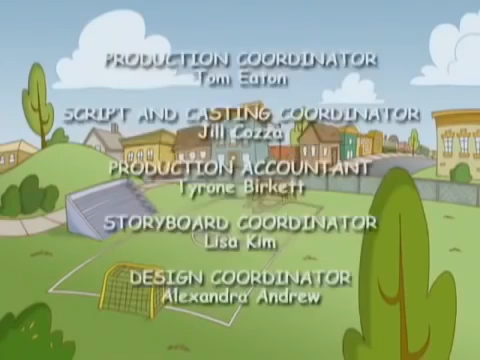 PRODUCTION COORDINATOR
Tom Eaton
SCRIPT AND CASTING COORDINATOR
Jill Cozza
PRODUCTION ACCOUNTANT
Tyrone Birkett
STORYBOARD COORDINATOR
Lisa Kim
DESIGN COORDINATOR
Alexandra Andrew